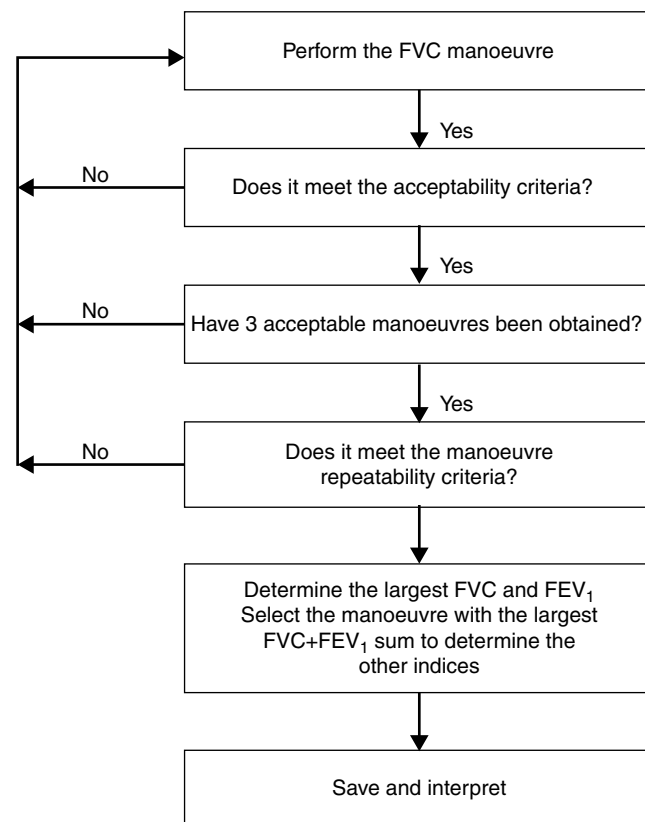 Perform the FVC manoeuvre
Yes
No
Does it meet the acceptability criteria?
Yes
No
Have 3 acceptable manoeuvres been obtained?
Yes
No
Does it meet the manoeuvre
repeatability criteria?
Determine the largest FVC and FEV₁
Select the manoeuvre with the largest
FVC+FEV₁ sum to determine the
other indices
Save and interpret